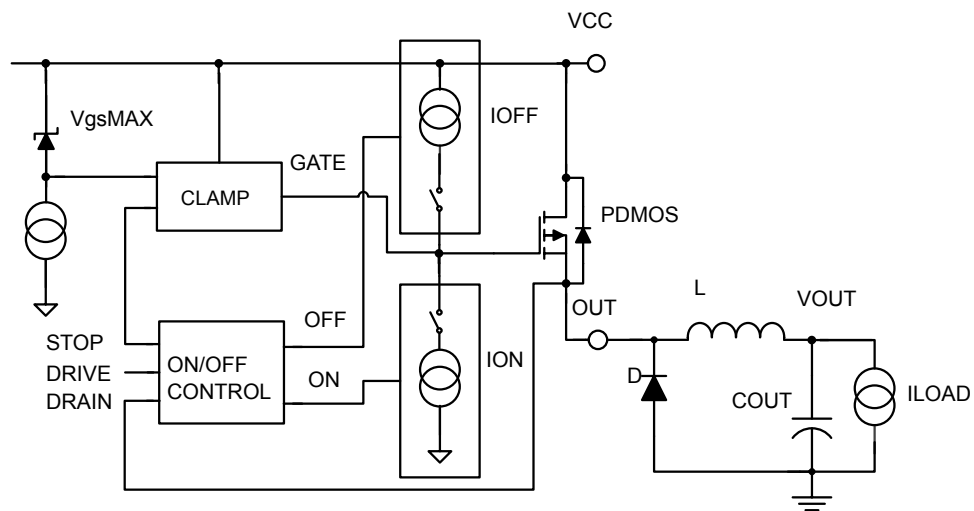 VCC
VgsMAX
IOFF
GATE
CLAMP
PDMOS
L
VOUT
OUT
OFF
STOP
ON/OFF
CONTROL
DRIVE
DRAIN
ON
ION
D
COUT
ILOAD